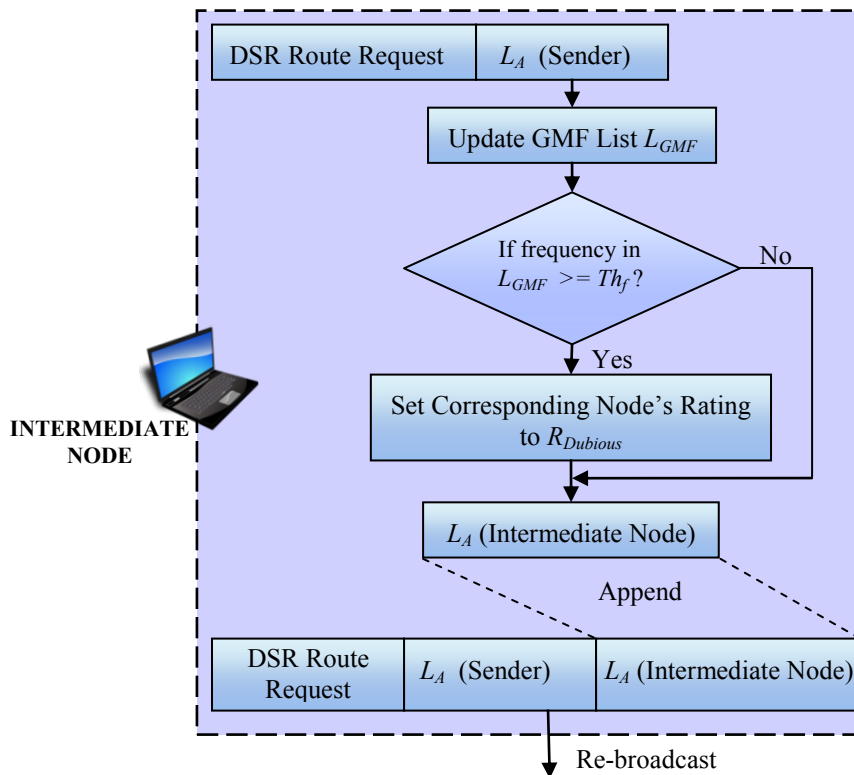 DSR Route Request
L_A (Sender)
Update GMF List L_GMF
If frequency in
L_GMF >= Th_f?
No
Yes
Set Corresponding Node's Rating
to R_Dubious
INTERMEDIATE
NODE
L_A (Intermediate Node)
Append
DSR Route
Request
L_A (Sender)
L_A (Intermediate Node)
Re-broadcast